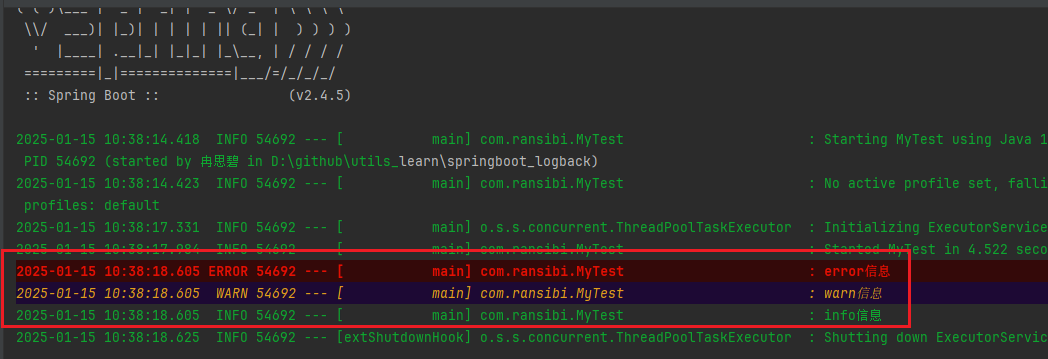 ( ( )\___ | '_ | '_| | '_ \/ _` | \ \ \ \
 \\/  ___)| |_)| | | | | || (_| |  ) ) ) )
  '  |____| .__|_| |_|_| |_\__, | / / / /
 =========|_|==============|___/=/_/_/_/
 :: Spring Boot ::                (v2.4.5)
2025-01-15 10:38:14.418  INFO 54692 --- [           main] com.ransibi.MyTest                       : Starting MyTest using Java 1
 PID 54692 (started by 冉思碧 in D:\github\utils_learn\springboot_logback)
2025-01-15 10:38:14.423  INFO 54692 --- [           main] com.ransibi.MyTest                       : No active profile set, falli
 profiles: default
2025-01-15 10:38:17.331  INFO 54692 --- [           main] o.s.s.concurrent.ThreadPoolTaskExecutor  : Initializing ExecutorService
2025-01-15 10:38:17.984  INFO 54692 --- [           main] com.ransibi.MyTest                       : Started MyTest in 4.522 seco
2025-01-15 10:38:18.605 ERROR 54692 --- [           main] com.ransibi.MyTest                       : error信息
2025-01-15 10:38:18.605  WARN 54692 --- [           main] com.ransibi.MyTest                       : warn信息
2025-01-15 10:38:18.605  INFO 54692 --- [           main] com.ransibi.MyTest                       : info信息
2025-01-15 10:38:18.625  INFO 54692 --- [extShutdownHook] o.s.s.concurrent.ThreadPoolTaskExecutor  : Shutting down ExecutorServic